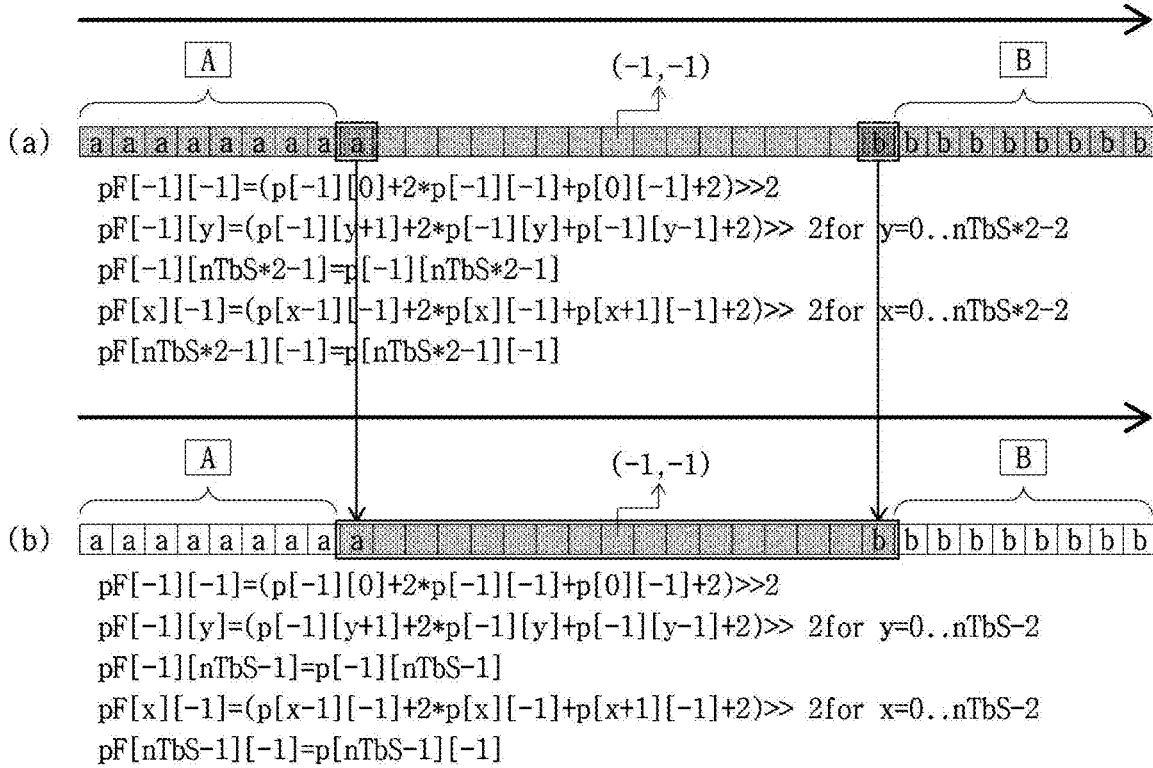 A (-1,-1) B
(a) a a a a a a a a a b b b b b b b b b
pF[-1][-1]=(p[-1][0]+2*p[-1][-1]+p[0][-1]+2)>>2
pF[-1][y]=(p[-1][y+1]+2*p[-1][y]+p[-1][y-1]+2)>> 2for y=0..nTbS*2-2
pF[-1][nTbS*2-1]=p[-1][nTbS*2-1]
pF[x][-1]=(p[x-1][-1]+2*p[x][-1]+p[x+1][-1]+2)>> 2for x=0..nTbS*2-2
pF[nTbS*2-1][-1]=p[nTbS*2-1][-1]
A (-1,-1) B
(b) a a a a a a a a a b b b b b b b b b
pF[-1][-1]=(p[-1][0]+2*p[-1][-1]+p[0][-1]+2)>>2
pF[-1][y]=(p[-1][y+1]+2*p[-1][y]+p[-1][y-1]+2)>> 2for y=0..nTbS-2
pF[-1][nTbS-1]=p[-1][nTbS-1]
pF[x][-1]=(p[x-1][-1]+2*p[x][-1]+p[x+1][-1]+2)>> 2for x=0..nTbS-2
pF[nTbS-1][-1]=p[nTbS-1][-1]